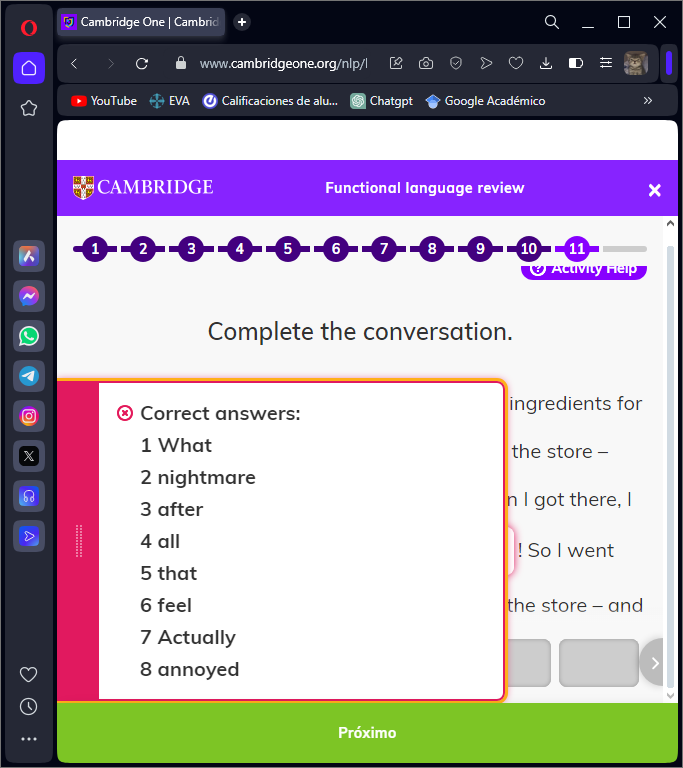 Cambridge One | Cambrid
www.cambridgeone.org/nlp/l
YouTube
EVA
Calificaciones de alu...
Chatgpt
Google Académico
CAMBRIDGE
Functional language review
1 2 3 4 5 6 7 8 9 10 11
Activity Help
Complete the conversation.
ingredients for
Correct answers:
1 What
the store –
2 nightmare
n I got there, I
3 after
4 all
! So I went
5 that
6 feel
the store – and
7 Actually
8 annoyed
Próximo